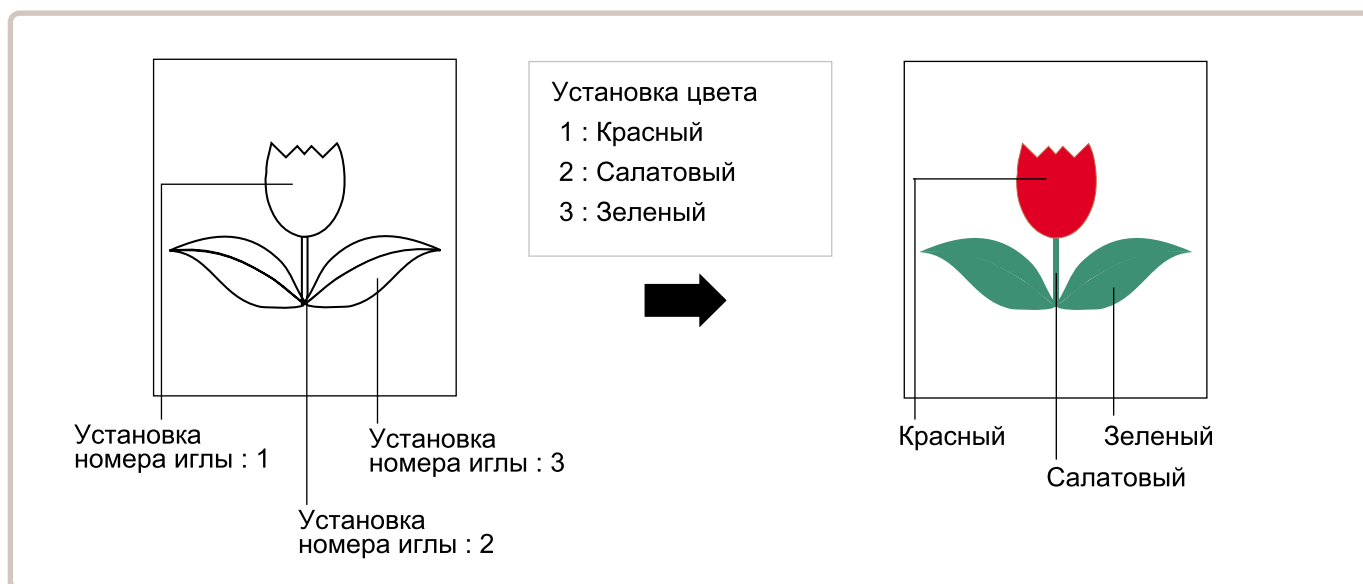 Установка цвета
1 : Красный
2 : Салатовый
3 : Зеленый
Установка
номера иглы : 1
Установка
номера иглы : 3
Установка
номера иглы : 2
Красный
Зеленый
Салатовый